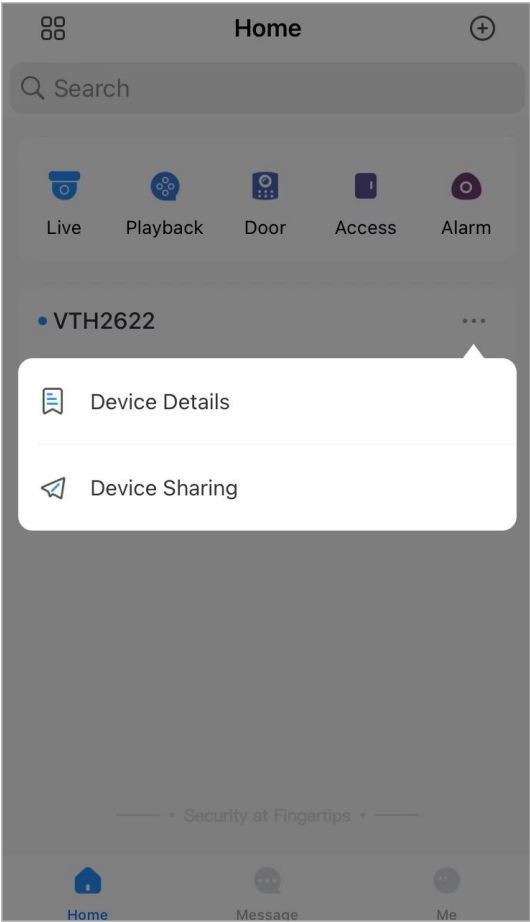 Home
Search
Live Playback Door Access Alarm
VTH2622
Device Details
Device Sharing
Security at Fingertips
Home Message Me